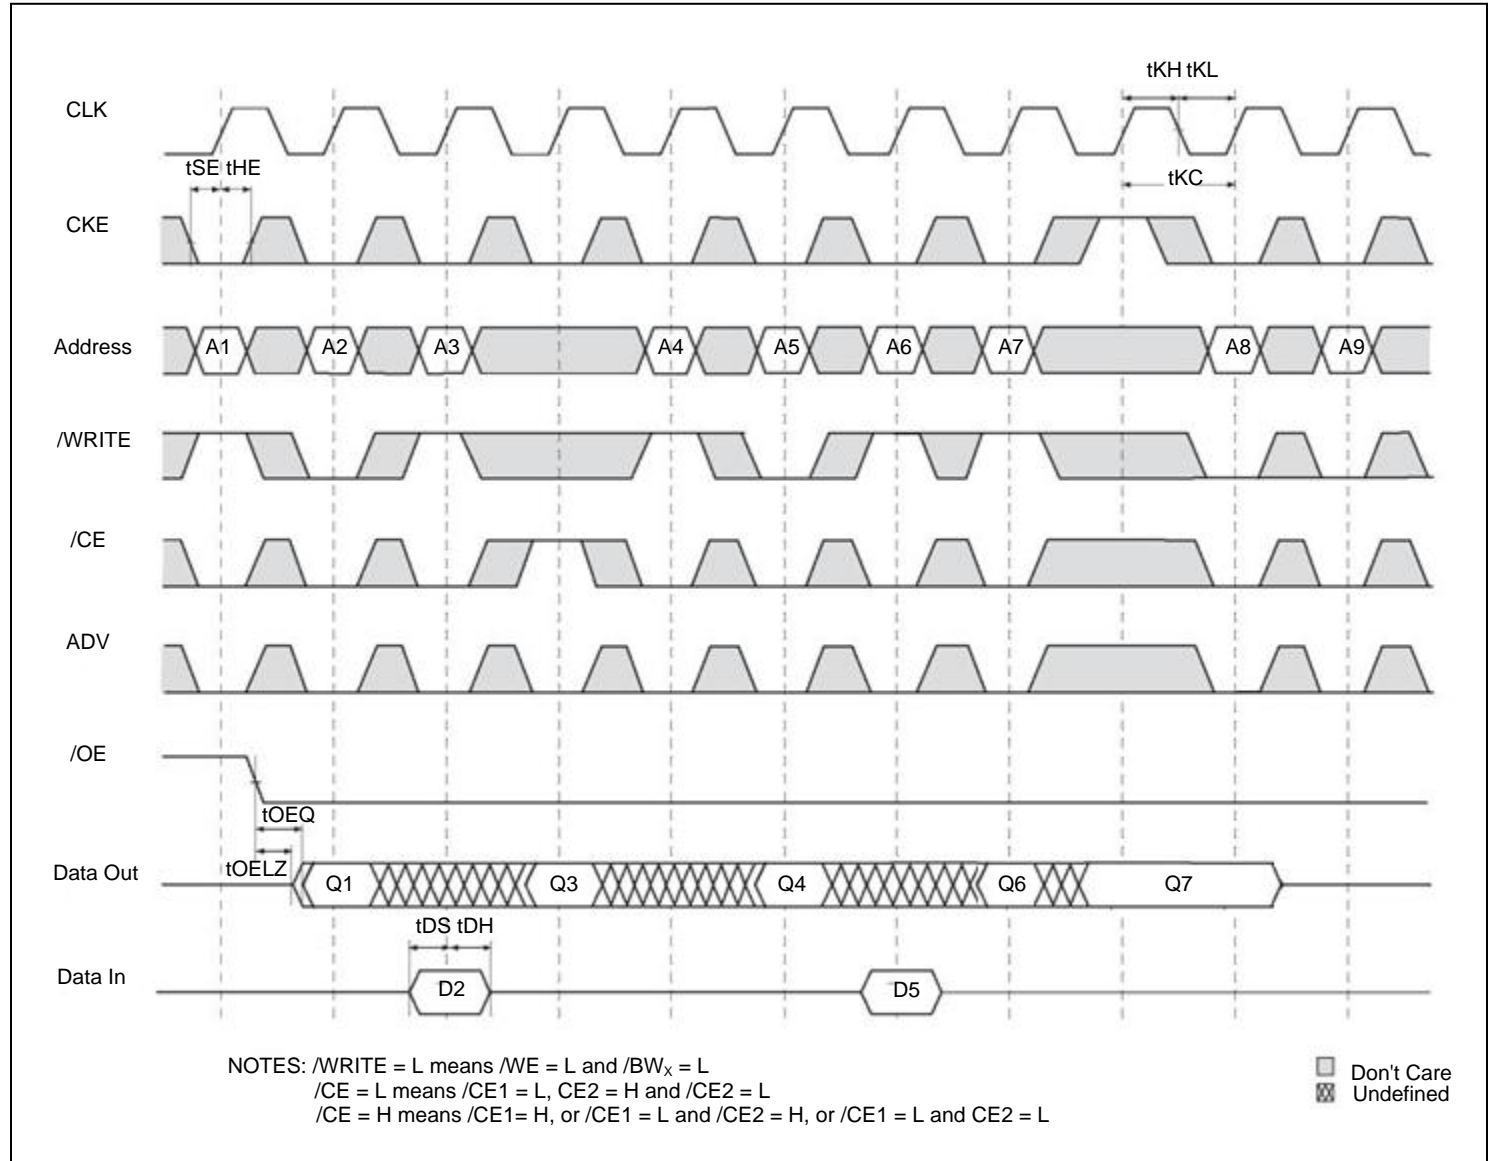 tKH tKL
CLK
tSE tHE
tKC
CKE
Address A1 A2 A3 A4 A5 A6 A7 A8 A9
/WRITE
/CE
ADV
/OE
tOEQ
tOELZ
Data Out Q1 Q3 Q4 Q6 Q7
tDS tDH
Data In D2 D5
NOTES: /WRITE = L means /WE = L and /BWX = L
/CE = L means /CE1 = L, CE2 = H and /CE2 = L
/CE = H means /CE1= H, or /CE1 = L and /CE2 = H, or /CE1 = L and CE2 = L
Don't Care
Undefined